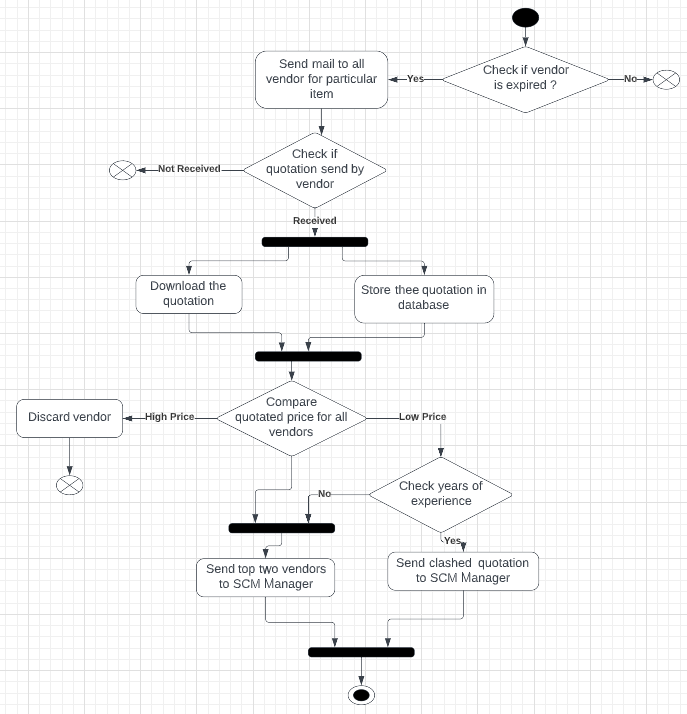 Check if vendor
is expired ?
Yes
No
Send mail to all
vendor for particular
item
Check if
quotation send by
vendor
Not Received
Received
Download the
quotation
Store thee quotation in
database
Compare
quotated price for all
vendors
High Price
Low Price
Discard vendor
Check years of
experience
No
Yes
Send top two vendors
to SCM Manager
Send clashed quotation
to SCM Manager